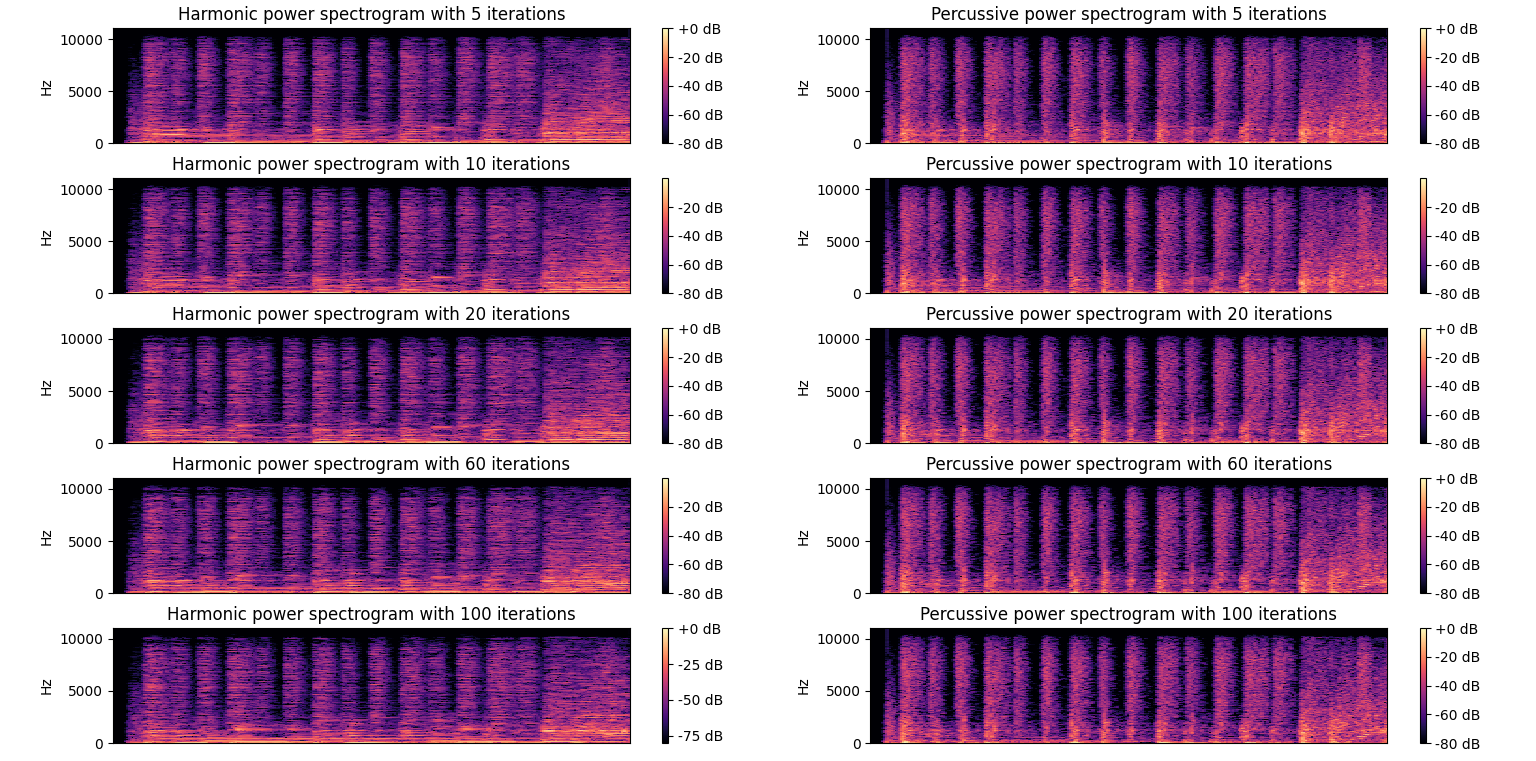 Harmonic power spectrogram with 5 iterations
Hz
10000
5000
0
+0 dB
-20 dB
-40 dB
-60 dB
-80 dB
Percussive power spectrogram with 5 iterations
Hz
10000
5000
0
+0 dB
-20 dB
-40 dB
-60 dB
-80 dB
Harmonic power spectrogram with 10 iterations
Hz
10000
5000
0
-20 dB
-40 dB
-60 dB
-80 dB
Percussive power spectrogram with 10 iterations
Hz
10000
5000
0
-20 dB
-40 dB
-60 dB
-80 dB
Harmonic power spectrogram with 20 iterations
Hz
10000
5000
0
+0 dB
-20 dB
-40 dB
-60 dB
-80 dB
Percussive power spectrogram with 20 iterations
Hz
10000
5000
0
+0 dB
-20 dB
-40 dB
-60 dB
-80 dB
Harmonic power spectrogram with 60 iterations
Hz
10000
5000
0
-20 dB
-40 dB
-60 dB
-80 dB
Percussive power spectrogram with 60 iterations
Hz
10000
5000
0
+0 dB
-20 dB
-40 dB
-60 dB
-80 dB
Harmonic power spectrogram with 100 iterations
Hz
10000
5000
0
+0 dB
-25 dB
-50 dB
-75 dB
Percussive power spectrogram with 100 iterations
Hz
10000
5000
0
+0 dB
-20 dB
-40 dB
-60 dB
-80 dB